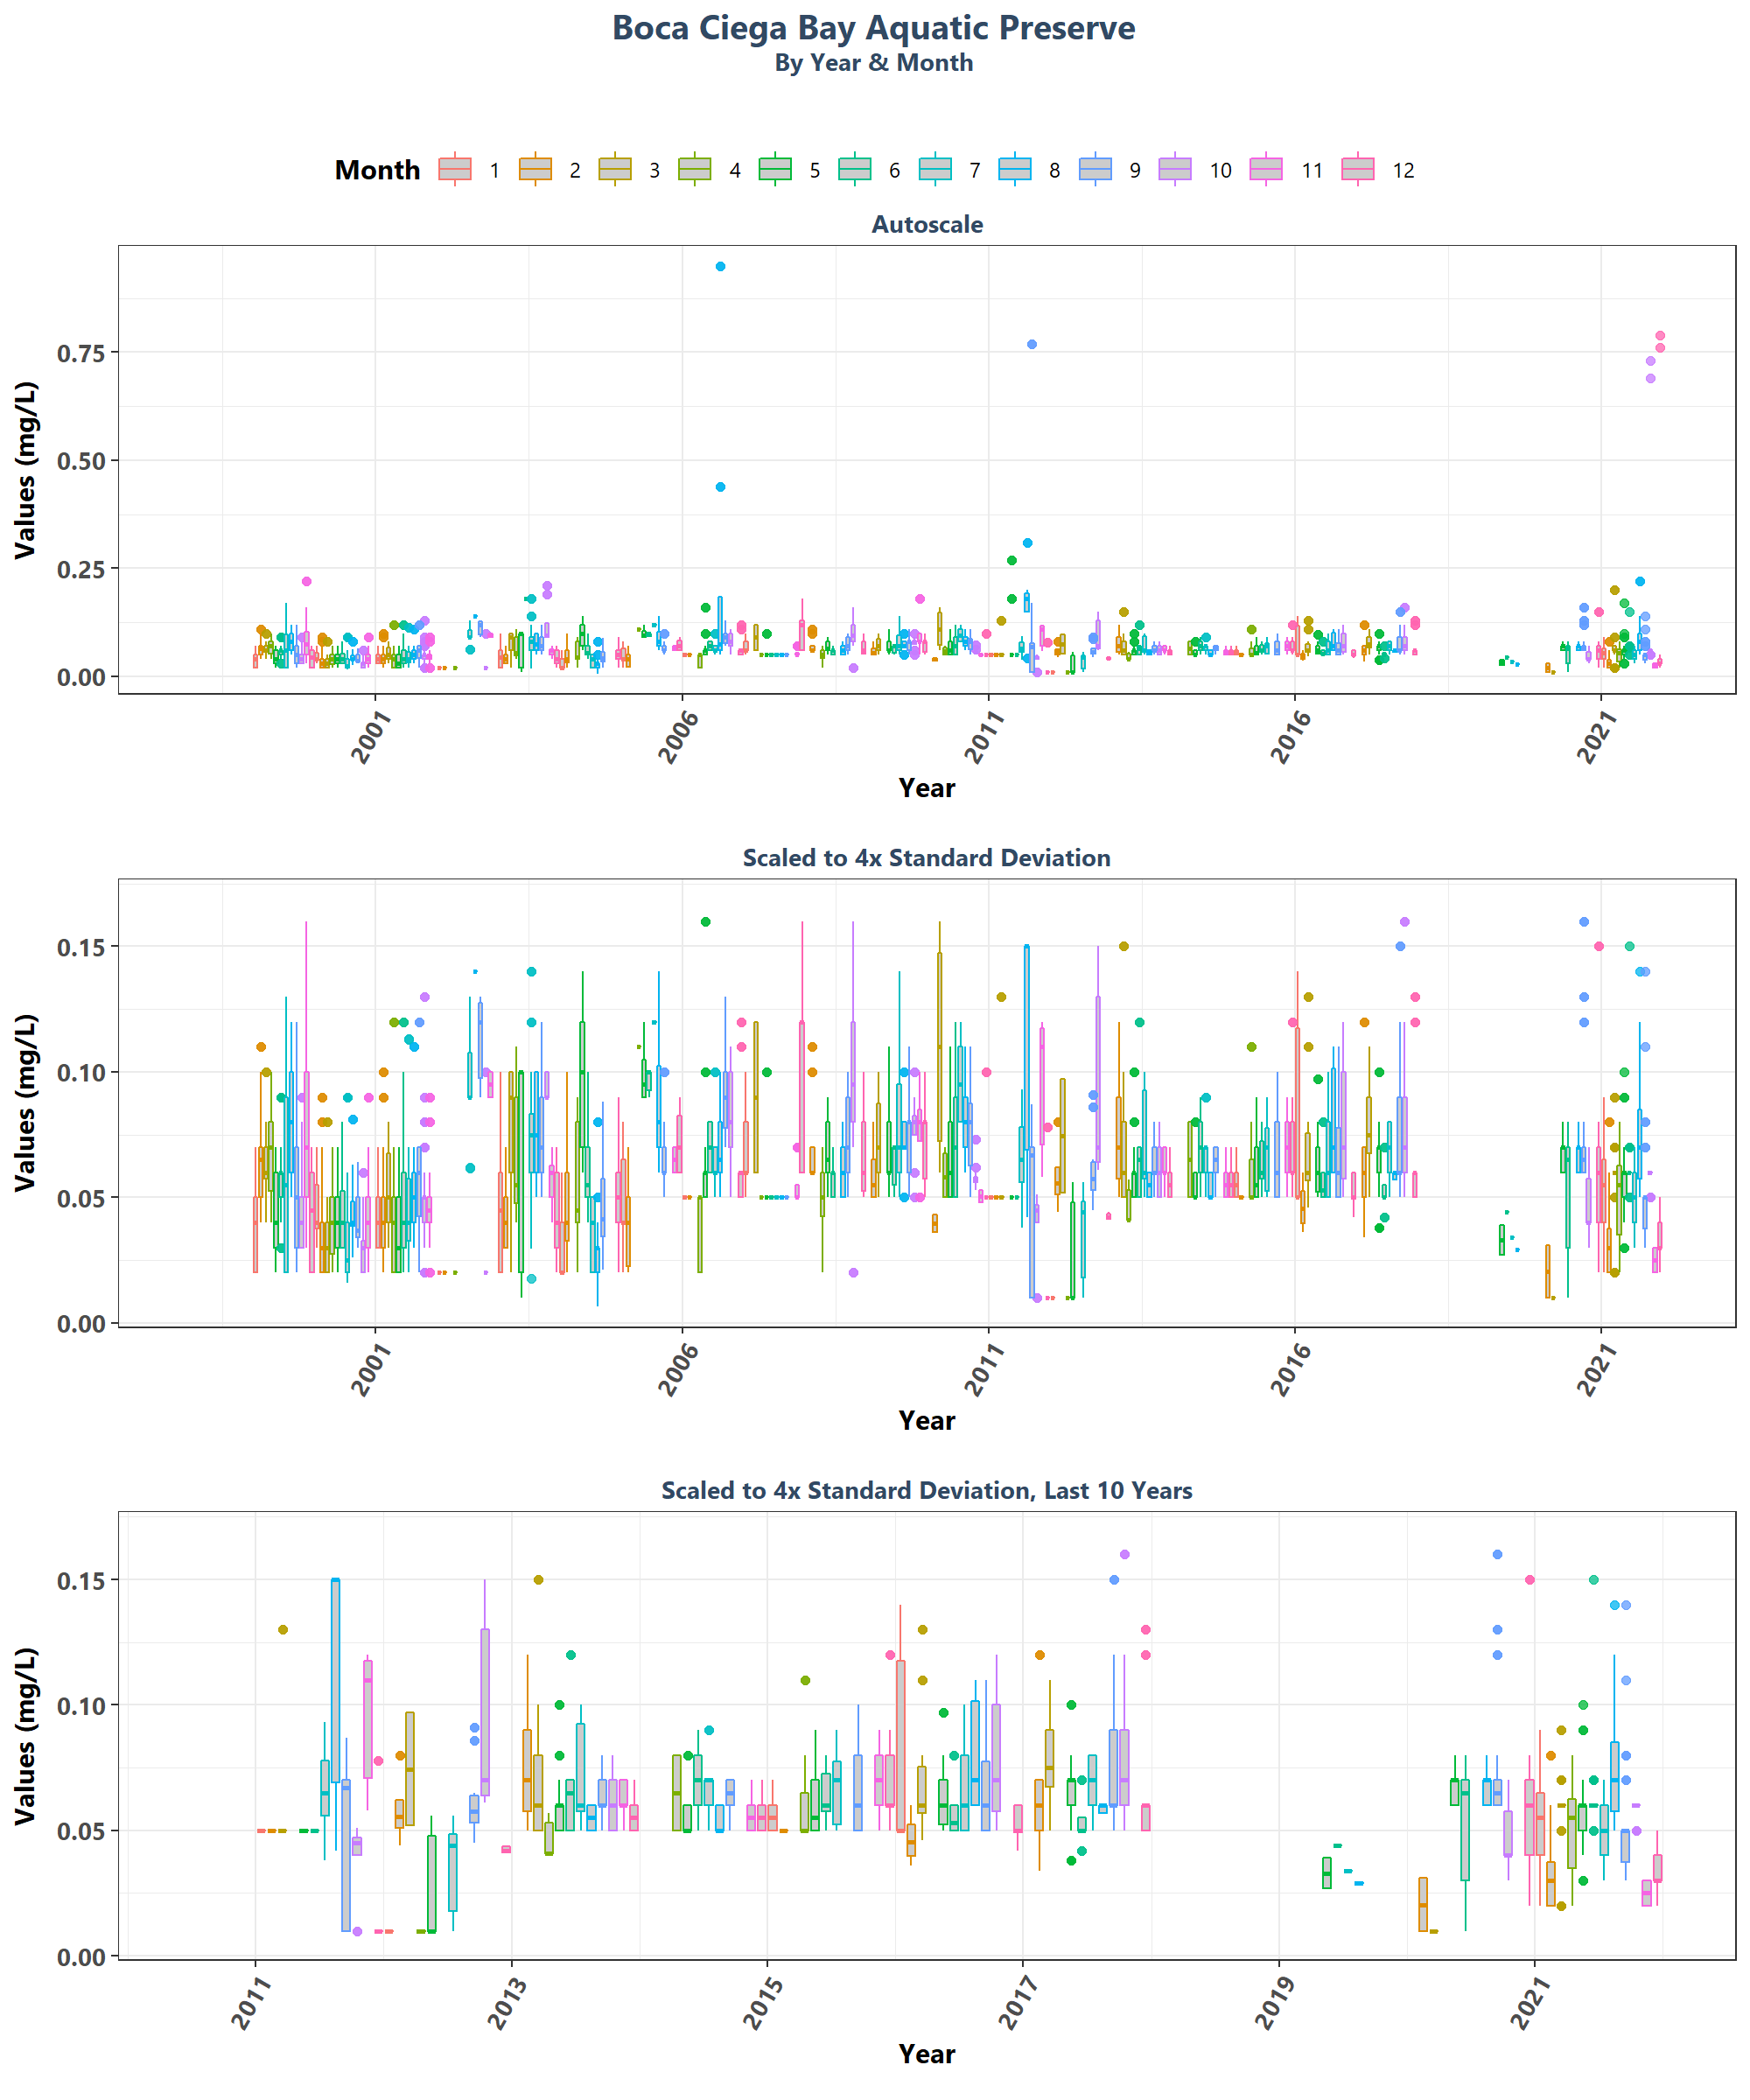 Boca Ciega Bay Aquatic Preserve
By Year & Month
Month 1 2 3 4 5 6 7 8 9 10 11 12
Autoscale
Values (mg/L)
0.75
0.50
0.25
0.00
2001 2006 2011 2016 2021
Year
Scaled to 4x Standard Deviation
Values (mg/L)
0.15
0.10
0.05
0.00
2001 2006 2011 2016 2021
Year
Scaled to 4x Standard Deviation, Last 10 Years
Values (mg/L)
0.15
0.10
0.05
0.00
2011 2013 2015 2017 2019 2021
Year